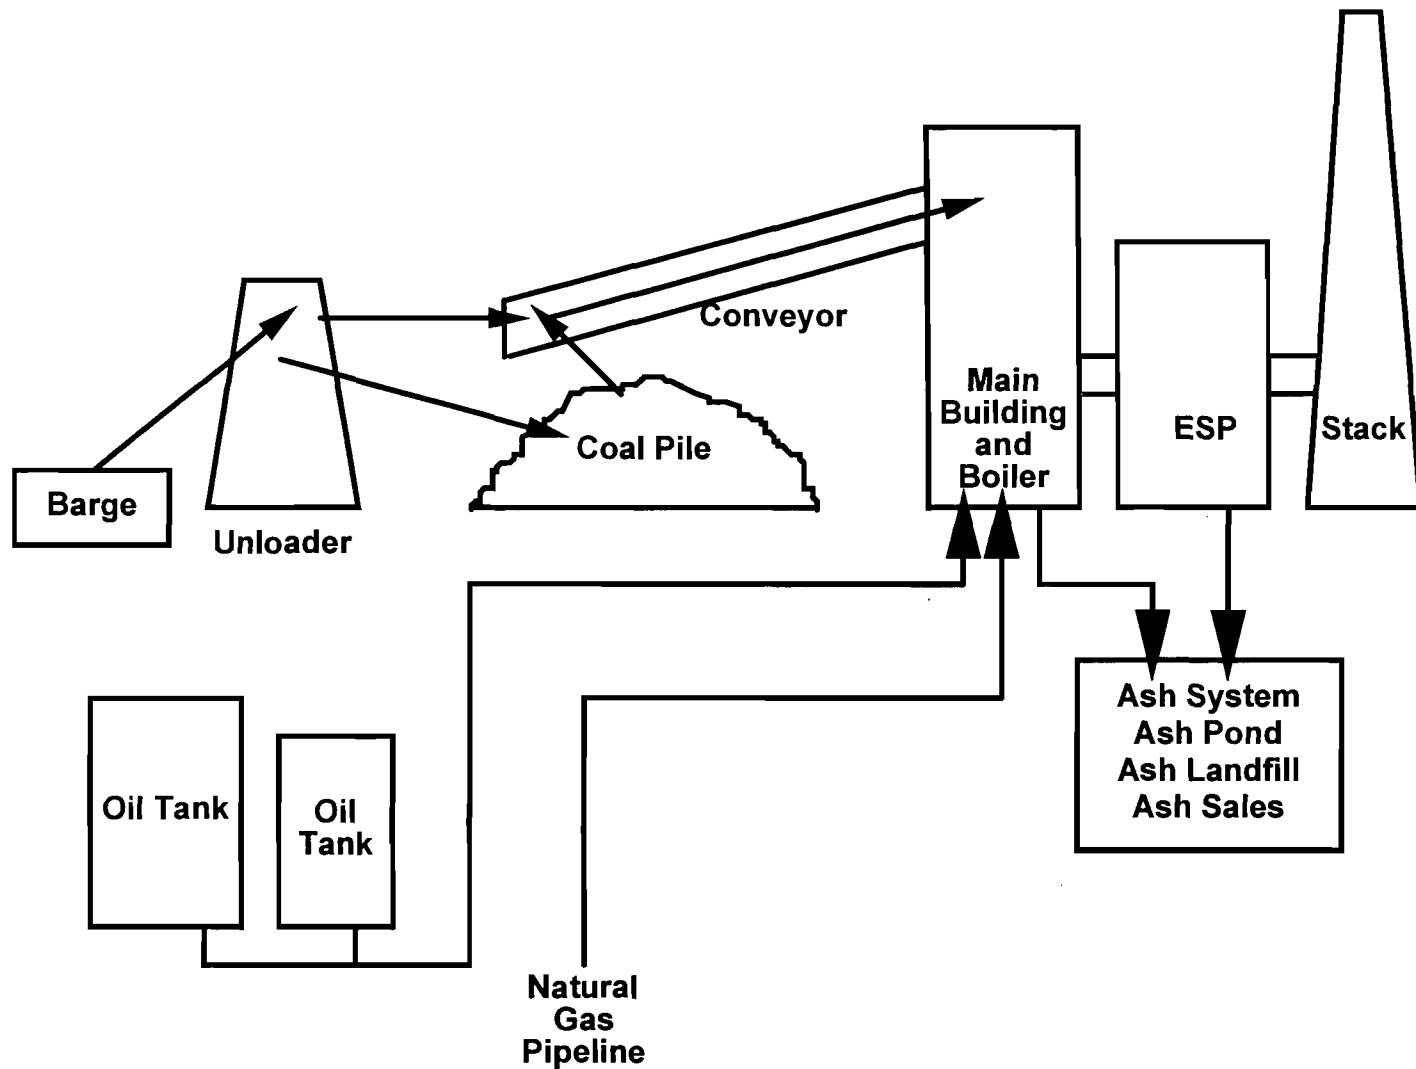 Conveyor
Main
Building
and
Boiler
ESP
Stack
Coal Pile
Barge
Unloader
Oil Tank
Oil
Tank
Ash System
Ash Pond
Ash Landfill
Ash Sales
Natural
Gas
Pipeline